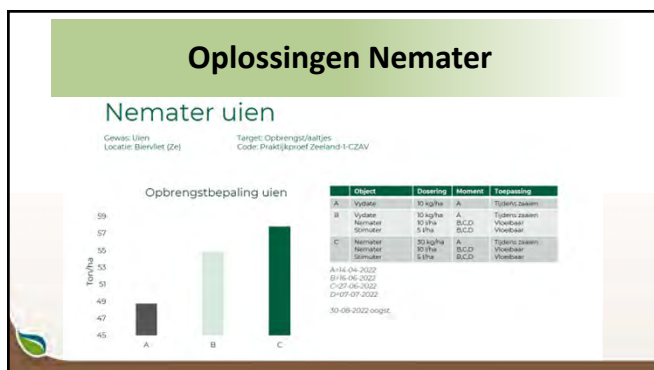 Oplossingen Nemater
Nemater uien
Gewas: Uien
Locatie: Biervliet (Ze)
Target: Opbrengst/aaltjes
Code: Praktijkproef Zeeland-1-CZAV
Opbrengstbepaling uien
Ton/ha
59
57
55
53
51
49
47
45
A B C
Object Dosering Moment Toepassing
A Vydate 10 kg/ha A Tijdens zaaien
B Vydate 10 kg/ha A Tijdens zaaien
Nemater 10 l/ha B,C,D Vloeibaar
Stimuter 5 l/ha B,C,D Vloeibaar
C Nemater 30 kg/ha A Tijdens zaaien
Nemater 10 l/ha B,C,D Vloeibaar
Stimuter 5 l/ha B,C,D Vloeibaar
A=14-04-2022
B=16-06-2022
C=27-06-2022
D=07-07-2022
30-08-2022 oogst